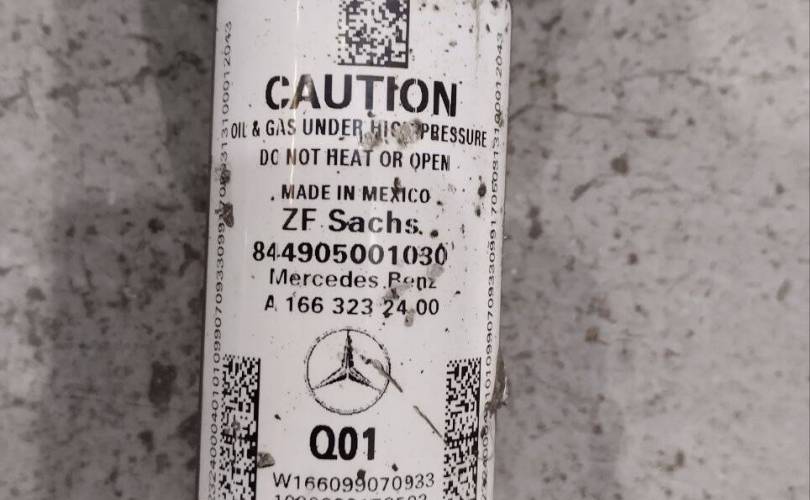 CAUTION
OIL & GAS UNDER HIGH PRESSURE
DO NOT HEAT OR OPEN
MADE IN MEXICO
ZF Sachs
844905001030
Mercedes Benz
A 166 323 24 00
Q01
W166099070933